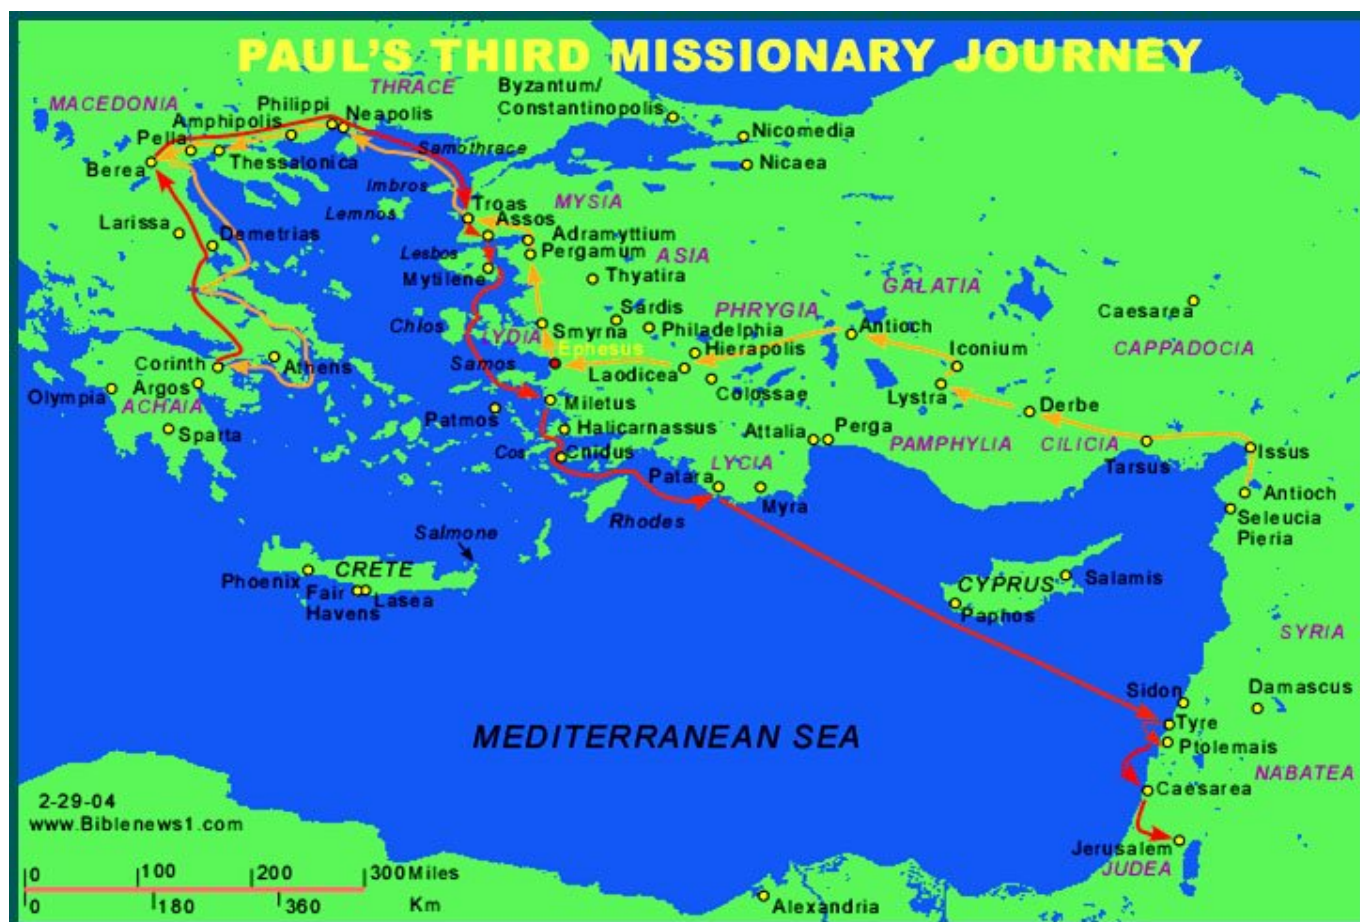 PAUL'S THIRD MISSIONARY JOURNEY
THRACE
Byzantum/
Constantinopolis
MACEDONIA
Philippi
Neapolis
Amphipolis
Pella
Thessalonica
Berea
Samothrace
Nicomedia
Nicaea
Imbros
Lemnos
Troas
MYSIA
Assos
Larissa
Demetrias
Adramyttium
Lesbos
Pergamum
ASIA
Mytilene
Thyatira
GALATIA
Sardis
PHRYGIA
Caesarea
Chios
LYDIA
Smyrna
Philadelphia
Antioch
Ephesus
Hierapolis
Iconium
CAPPADOCIA
Corinth
Athens
Samos
Laodicea
Olympia
Argos
Colossae
Lystra
ACHAIA
Miletus
Derbe
Patmos
Sparta
Halicarnassus
Attalia
Perga
PAMPHYLIA
CILICIA
Cos
Cnidus
LYCIA
Tarsus
Issus
Patara
Myra
Antioch
Rhodes
Seleucia
Pieria
Salmone
CRETE
Phoenix
Fair
Havens
Lasea
CYPRUS
Salamis
Paphos
SYRIA
Sidon
Damascus
Tyre
MEDITERRANEAN SEA
Ptolemais
NABATEA
Caesarea
2-29-04
www.Biblenews1.com
Jerusalem
JUDEA
0 100 200 300 Miles
0 180 360 Km
Alexandria